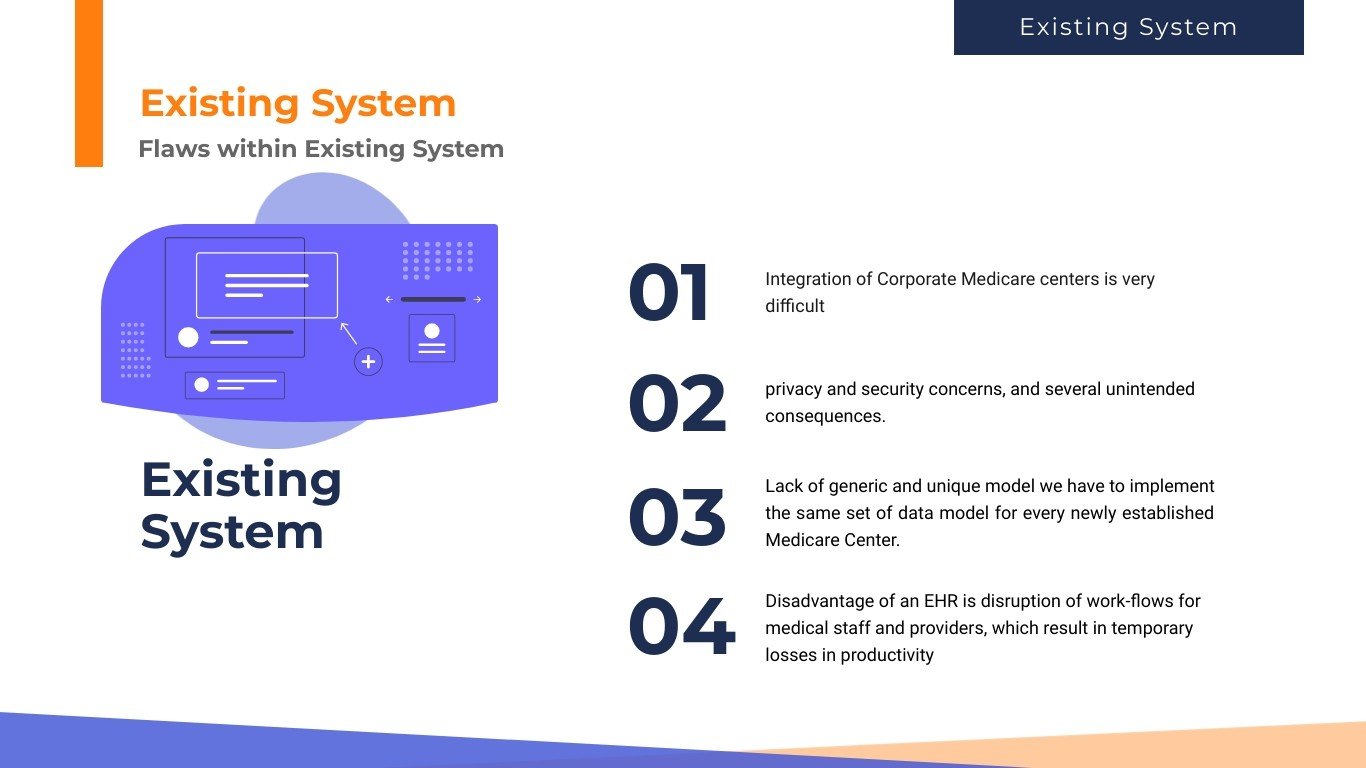 Existing System
Existing System
Flaws within Existing System
Existing
System
01
Integration of Corporate Medicare centers is very
difficult
02
privacy and security concerns, and several unintended
consequences.
03
Lack of generic and unique model we have to implement
the same set of data model for every newly established
Medicare Center.
04
Disadvantage of an EHR is disruption of work-flows for
medical staff and providers, which result in temporary
losses in productivity